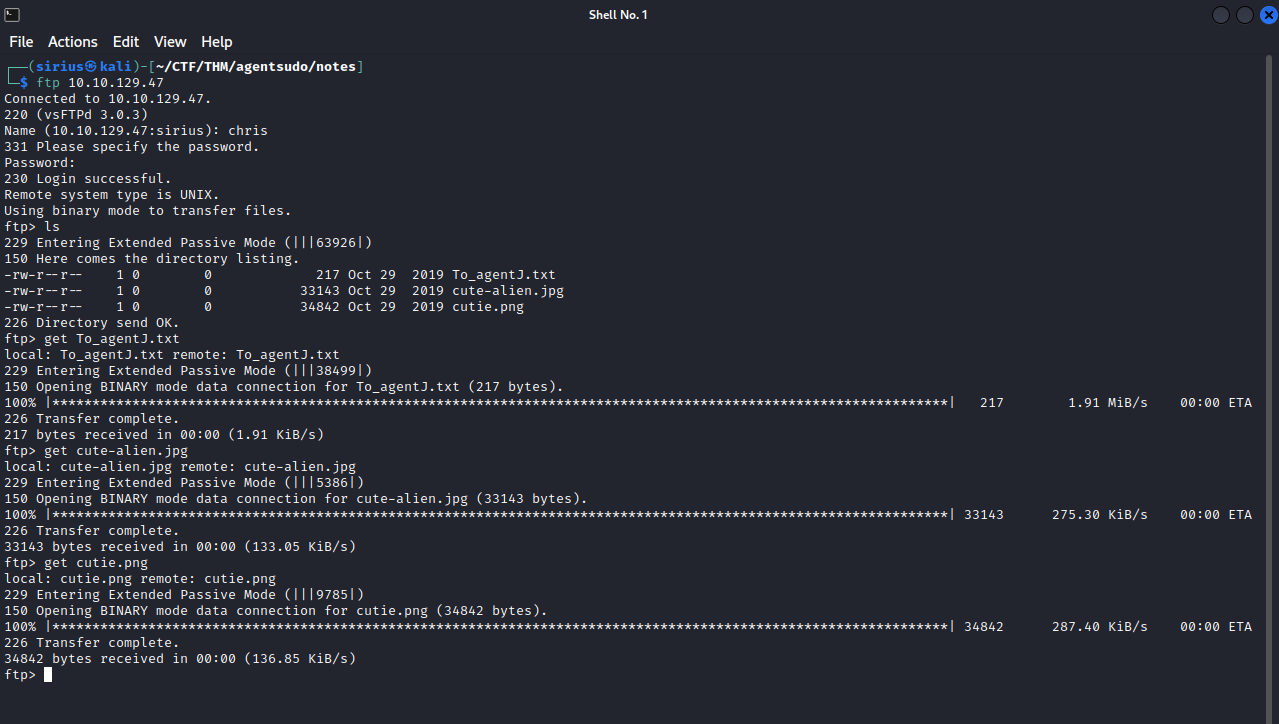 Shell No. 1
File Actions Edit View Help
┌──(sirius㉿kali)-[~/CTF/THM/agentsudo/notes]
└─$ ftp 10.10.129.47
Connected to 10.10.129.47.
220 (vsFTPd 3.0.3)
Name (10.10.129.47:sirius): chris
331 Please specify the password.
Password:
230 Login successful.
Remote system type is UNIX.
Using binary mode to transfer files.
ftp> ls
229 Entering Extended Passive Mode (|||63926|)
150 Here comes the directory listing.
-rw-r--r--    1 0        0             217 Oct 29  2019 To_agentJ.txt
-rw-r--r--    1 0        0           33143 Oct 29  2019 cute-alien.jpg
-rw-r--r--    1 0        0           34842 Oct 29  2019 cutie.png
226 Directory send OK.
ftp> get To_agentJ.txt
local: To_agentJ.txt remote: To_agentJ.txt
229 Entering Extended Passive Mode (|||38499|)
150 Opening BINARY mode data connection for To_agentJ.txt (217 bytes).
100% |****************************************************************************************************************| 217 1.91 MiB/s 00:00 ETA
226 Transfer complete.
217 bytes received in 00:00 (1.91 KiB/s)
ftp> get cute-alien.jpg
local: cute-alien.jpg remote: cute-alien.jpg
229 Entering Extended Passive Mode (|||5386|)
150 Opening BINARY mode data connection for cute-alien.jpg (33143 bytes).
100% |****************************************************************************************************************| 33143 275.30 KiB/s 00:00 ETA
226 Transfer complete.
33143 bytes received in 00:00 (133.05 KiB/s)
ftp> get cutie.png
local: cutie.png remote: cutie.png
229 Entering Extended Passive Mode (|||9785|)
150 Opening BINARY mode data connection for cutie.png (34842 bytes).
100% |****************************************************************************************************************| 34842 287.40 KiB/s 00:00 ETA
226 Transfer complete.
34842 bytes received in 00:00 (136.85 KiB/s)
ftp>